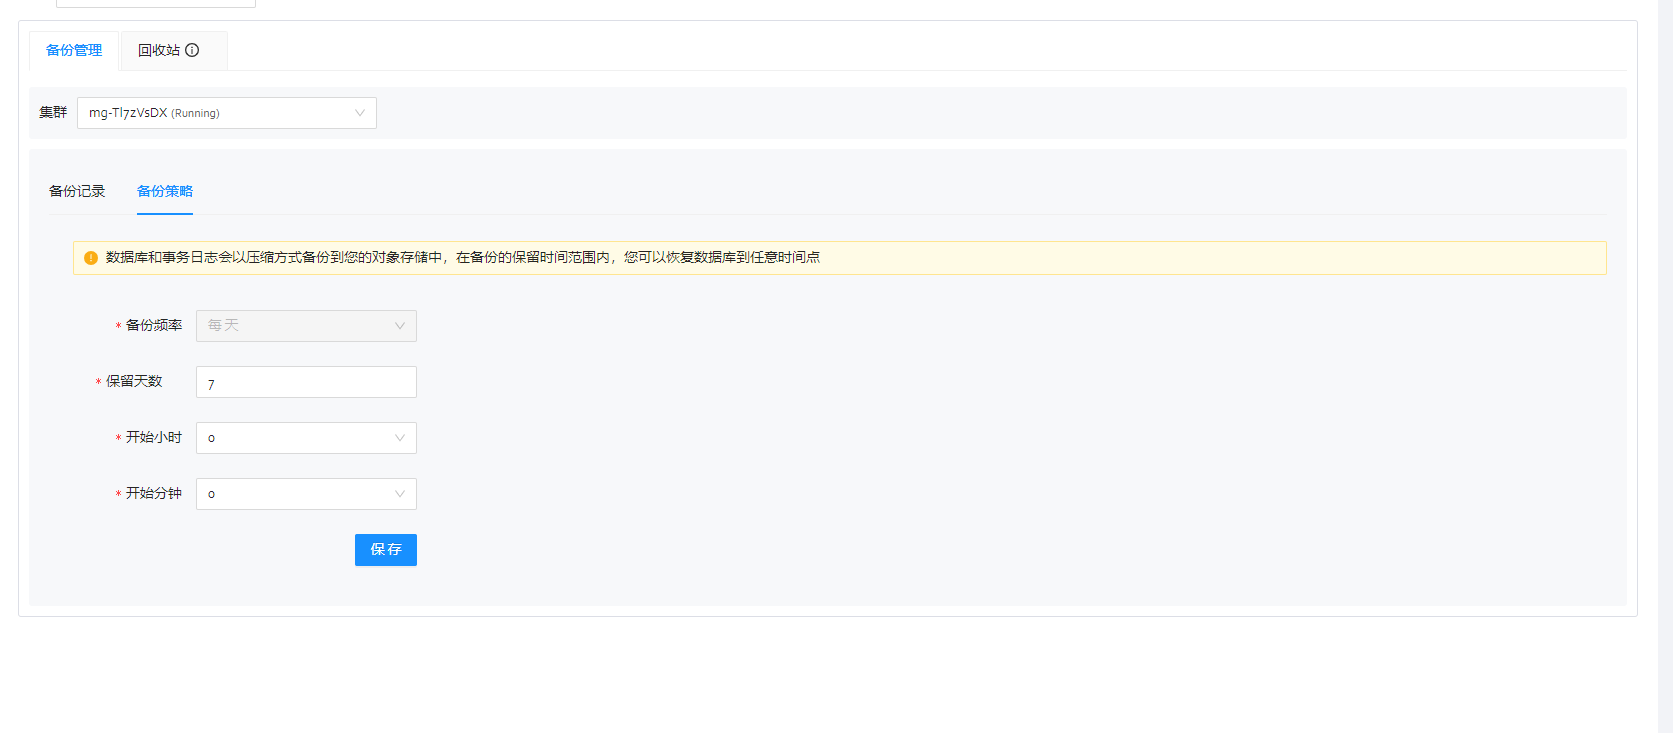 备份管理 回收站
集群 mg-Tl7zVsDX (Running)
备份记录 备份策略
数据库和事务日志会以压缩方式备份到您的对象存储中，在备份的保留时间范围内，您可以恢复数据库到任意时间点
* 备份频率 每天
* 保留天数 7
* 开始小时 0
* 开始分钟 0
保存